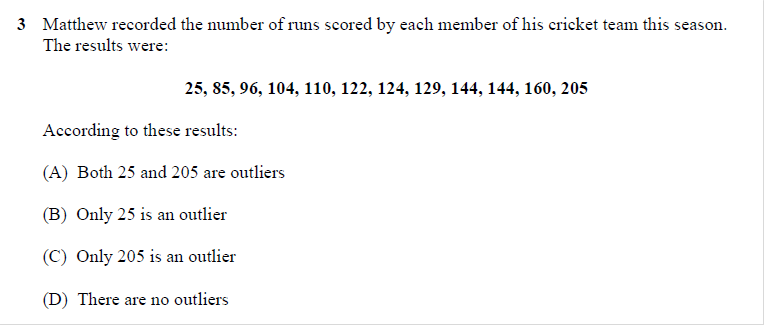 3 Matthew recorded the number of runs scored by each member of his cricket team this season.
The results were:
25, 85, 96, 104, 110, 122, 124, 129, 144, 144, 160, 205
According to these results:
(A) Both 25 and 205 are outliers
(B) Only 25 is an outlier
(C) Only 205 is an outlier
(D) There are no outliers